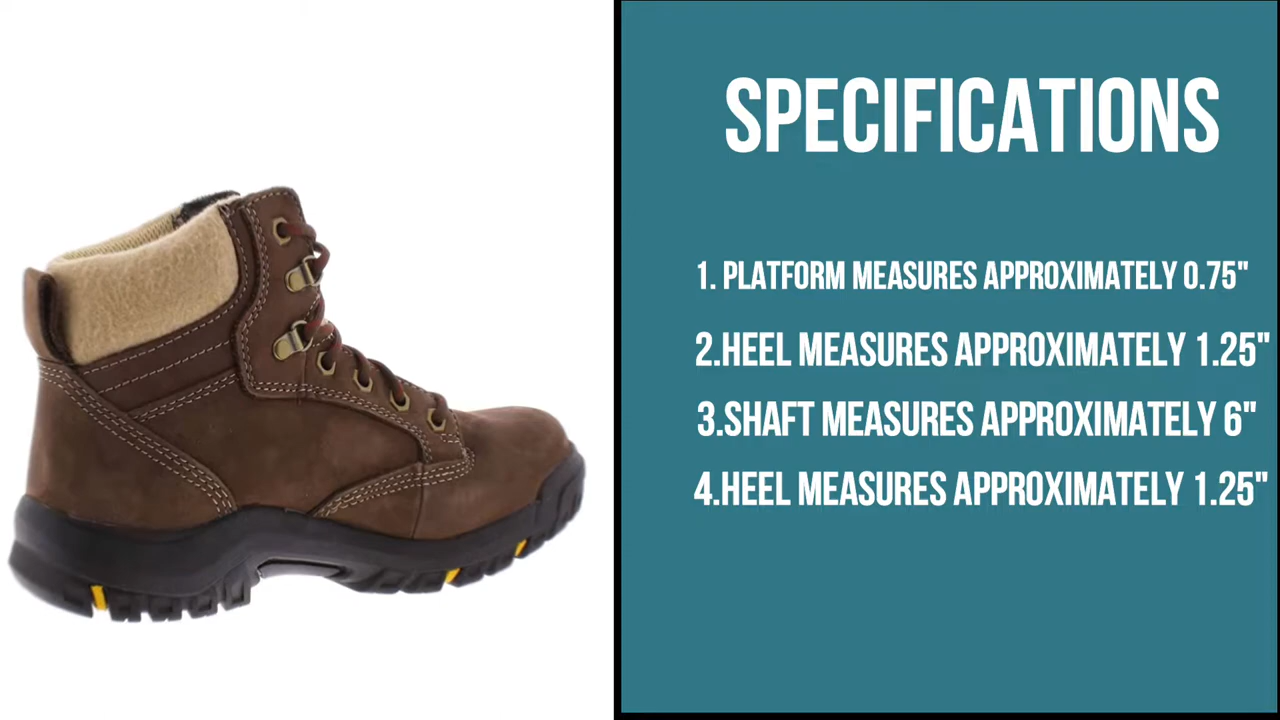 SPECIFICATIONS
1. PLATFORM MEASURES APPROXIMATELY 0.75"
2.HEEL MEASURES APPROXIMATELY 1.25"
3.SHAFT MEASURES APPROXIMATELY 6"
4.HEEL MEASURES APPROXIMATELY 1.25"